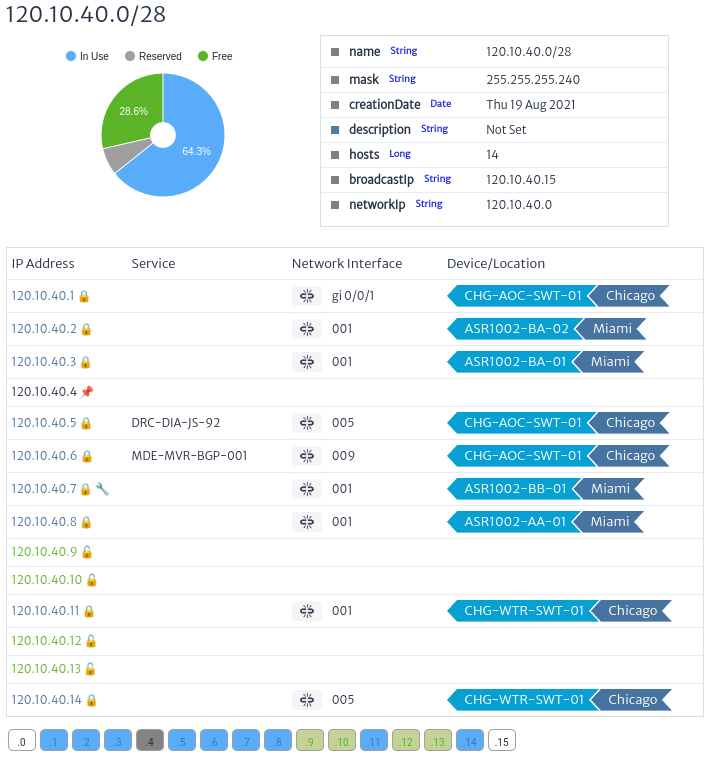 120.10.40.0/28
In Use Reserved Free
28.6%
64.3%
name String 120.10.40.0/28
mask String 255.255.255.240
creationDate Date Thu 19 Aug 2021
description String Not Set
hosts Long 14
broadcastIp String 120.10.40.15
networkIp String 120.10.40.0
IP Address Service Network Interface Device/Location
120.10.40.1 gi 0/0/1 CHG-AOC-SWT-01 Chicago
120.10.40.2 001 ASR1002-BA-02 Miami
120.10.40.3 001 ASR1002-BA-01 Miami
120.10.40.4
120.10.40.5 DRC-DIA-JS-92 005 CHG-AOC-SWT-01 Chicago
120.10.40.6 MDE-MVR-BGP-001 009 CHG-AOC-SWT-01 Chicago
120.10.40.7 001 ASR1002-BB-01 Miami
120.10.40.8 001 ASR1002-AA-01 Miami
120.10.40.9
120.10.40.10
120.10.40.11 001 CHG-WTR-SWT-01 Chicago
120.10.40.12
120.10.40.13
120.10.40.14 005 CHG-WTR-SWT-01 Chicago
.0 .1 .2 .3 .4 .5 .6 .7 .8 .9 .10 .11 .12 .13 .14 .15